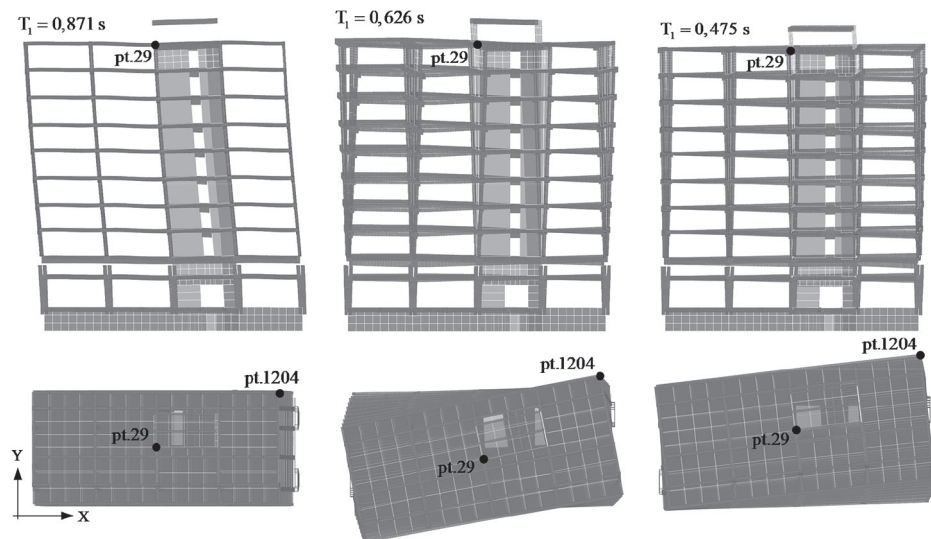 T1 = 0,871 s
pt.29
T1 = 0,626 s
pt.29
T1 = 0,475 s
pt.29
pt.1204
pt.29
Y
X
pt.1204
pt.29
pt.1204
pt.29